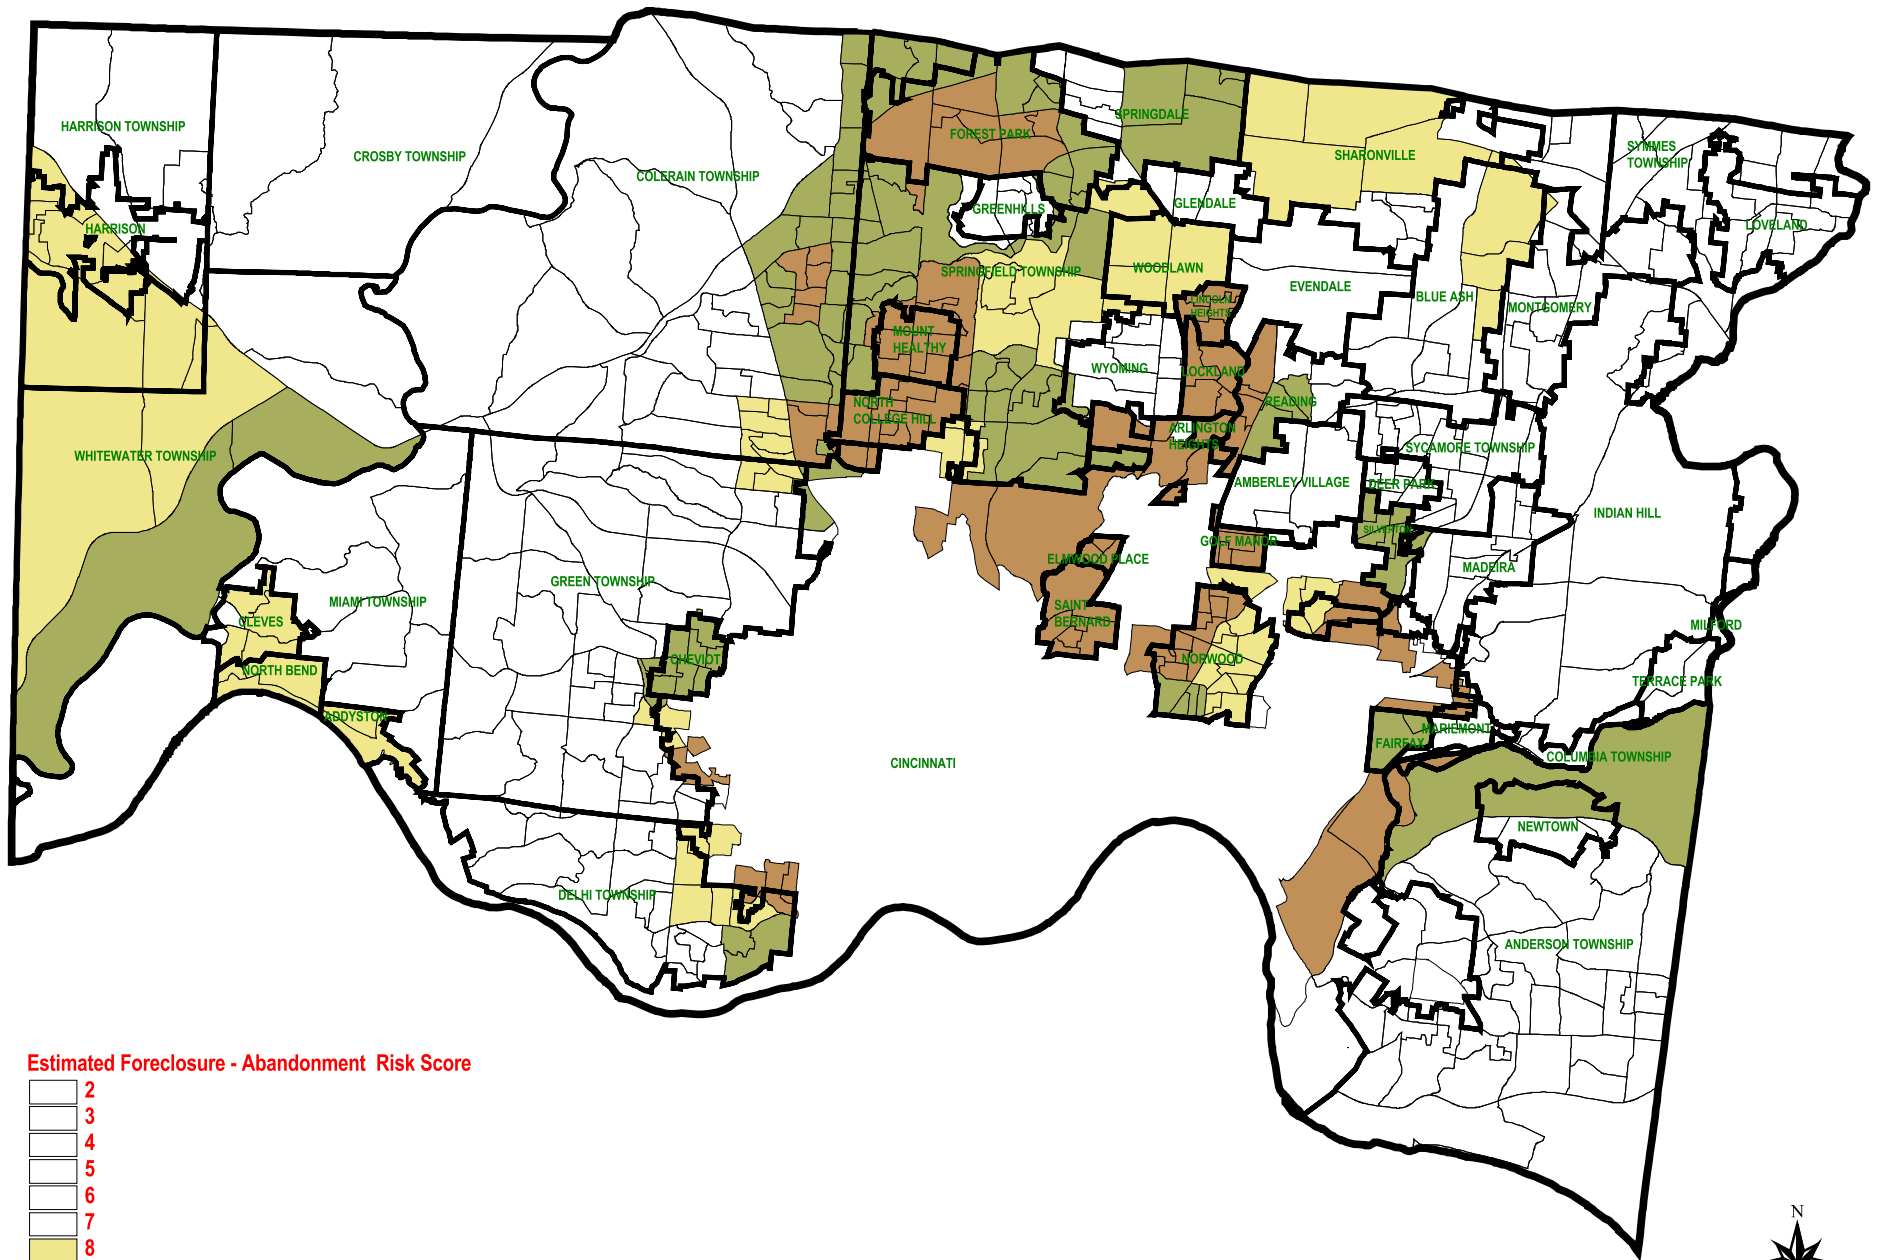 HARRISON TOWNSHIP
CROSBY TOWNSHIP
COLERAIN TOWNSHIP
FOREST PARK
SPRINGDALE
SHARONVILLE
SYMMES
TOWNSHIP
HARRISON
GREENHILLS
GLENDALE
LOVELAND
SPRINGFIELD TOWNSHIP
WOODLAWN
EVENDALE
BLUE ASH
MONTGOMERY
LINCOLN
HEIGHTS
MOUNT
HEALTHY
WYOMING
LOCKLAND
READING
NORTH
COLLEGE HILL
ARLINGTON
HEIGHTS
SYCAMORE TOWNSHIP
WHITEWATER TOWNSHIP
AMBERLEY VILLAGE
DEER PARK
INDIAN HILL
SILVERTON
GOLF MANOR
ELMWOOD PLACE
MADEIRA
GREEN TOWNSHIP
MIAMI TOWNSHIP
CLEVES
SAINT
BERNARD
MILFORD
NORWOOD
CHEVIOT
NORTH BEND
TERRACE PARK
ADDYSTON
MARIEMONT
FAIRFAX
COLUMBIA TOWNSHIP
CINCINNATI
NEWTOWN
DELHI TOWNSHIP
ANDERSON TOWNSHIP
Estimated Foreclosure - Abandonment Risk Score
2
3
4
5
6
7
8
N